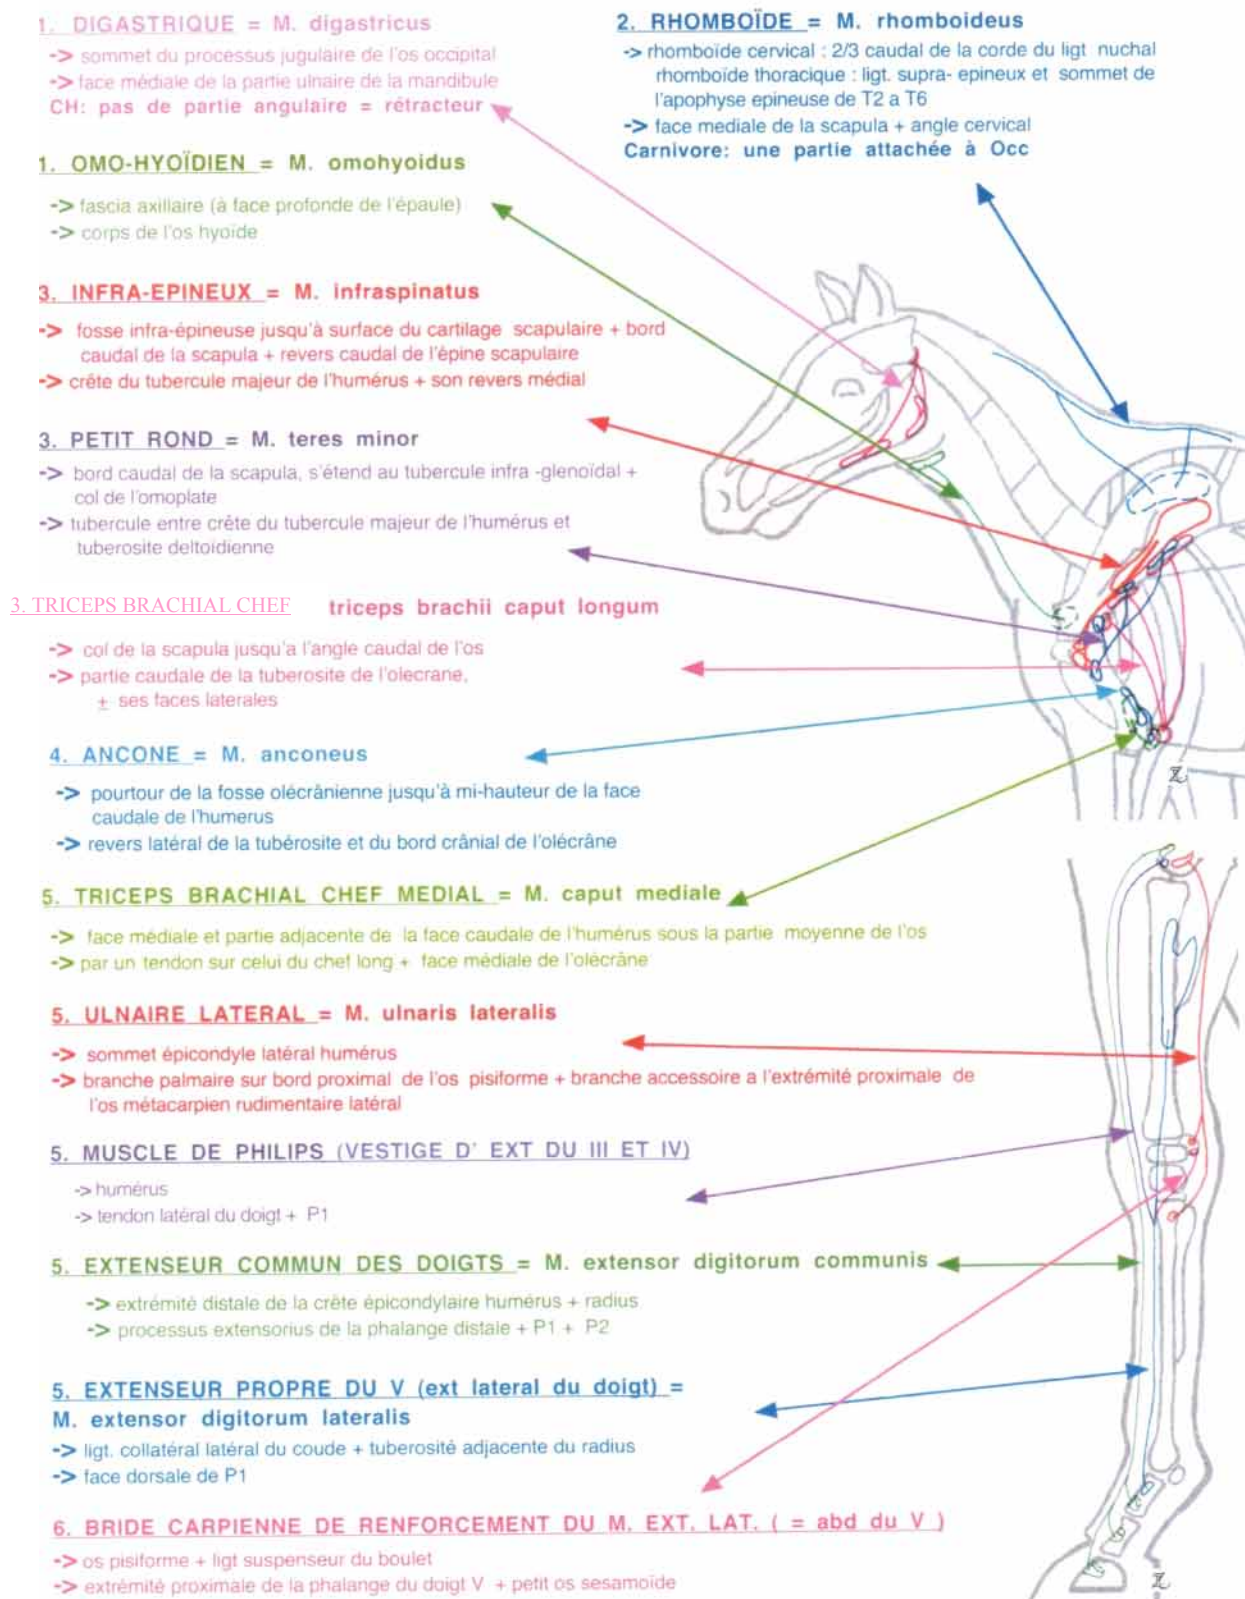 1. DIGASTRIQUE = M. digastricus
-> sommet du processus jugulaire de l'os occipital
-> face médiale de la partie ulnaire de la mandibule
CH: pas de partie angulaire = rétracteur
2. RHOMBOÏDE = M. rhomboideus
-> rhomboïde cervical : 2/3 caudal de la corde du ligt nuchal
rhomboïde thoracique : ligt. supra- epineux et sommet de
l'apophyse epineuse de T2 a T6
-> face mediale de la scapula + angle cervical
Carnivore: une partie attachée à Occ
1. OMO-HYOÏDIEN = M. omohyoidus
-> fascia axillaire (à face profonde de l'épaule)
-> corps de l'os hyoïde
3. INFRA-EPINEUX = M. infraspinatus
-> fosse infra-épineuse jusqu'à surface du cartilage scapulaire + bord
caudal de la scapula + revers caudal de l'épine scapulaire
-> crête du tubercule majeur de l'humérus + son revers médial
3. PETIT ROND = M. teres minor
-> bord caudal de la scapula, s'étend au tubercule infra -glenoïdal +
col de l'omoplate
-> tubercule entre crête du tubercule majeur de l'humérus et
tuberosite deltoïdienne
3. TRICEPS BRACHIAL CHEF triceps brachii caput longum
-> col de la scapula jusqu'a l'angle caudal de l'os
-> partie caudale de la tuberosite de l'olecrane,
± ses faces laterales
4. ANCONE = M. anconeus
-> pourtour de la fosse olécrânienne jusqu'à mi-hauteur de la face
caudale de l'humerus
-> revers latéral de la tubérosite et du bord crânial de l'olécrâne
Z
5. TRICEPS BRACHIAL CHEF MEDIAL = M. caput mediale
-> face médiale et partie adjacente de la face caudale de l'humérus sous la partie moyenne de l'os
-> par un tendon sur celui du chef long + face médiale de l'olécrâne
5. ULNAIRE LATERAL = M. ulnaris lateralis
-> sommet épicondyle latéral humérus
-> branche palmaire sur bord proximal de l'os pisiforme + branche accessoire a l'extrémité proximale de
l'os métacarpien rudimentaire latéral
5. MUSCLE DE PHILIPS (VESTIGE D' EXT DU III ET IV)
-> humérus
-> tendon latéral du doigt + P1
5. EXTENSEUR COMMUN DES DOIGTS = M. extensor digitorum communis
-> extrémité distale de la crête épicondylaire humérus + radius
-> processus extensorius de la phalange distale + P1 + P2
5. EXTENSEUR PROPRE DU V (ext lateral du doigt) =
M. extensor digitorum lateralis
-> ligt. collatéral latéral du coude + tuberosité adjacente du radius
-> face dorsale de P1
6. BRIDE CARPIENNE DE RENFORCEMENT DU M. EXT. LAT. ( = abd du V )
-> os pisiforme + ligt suspenseur du boulet
-> extrémité proximale de la phalange du doigt V + petit os sesamoïde
Z